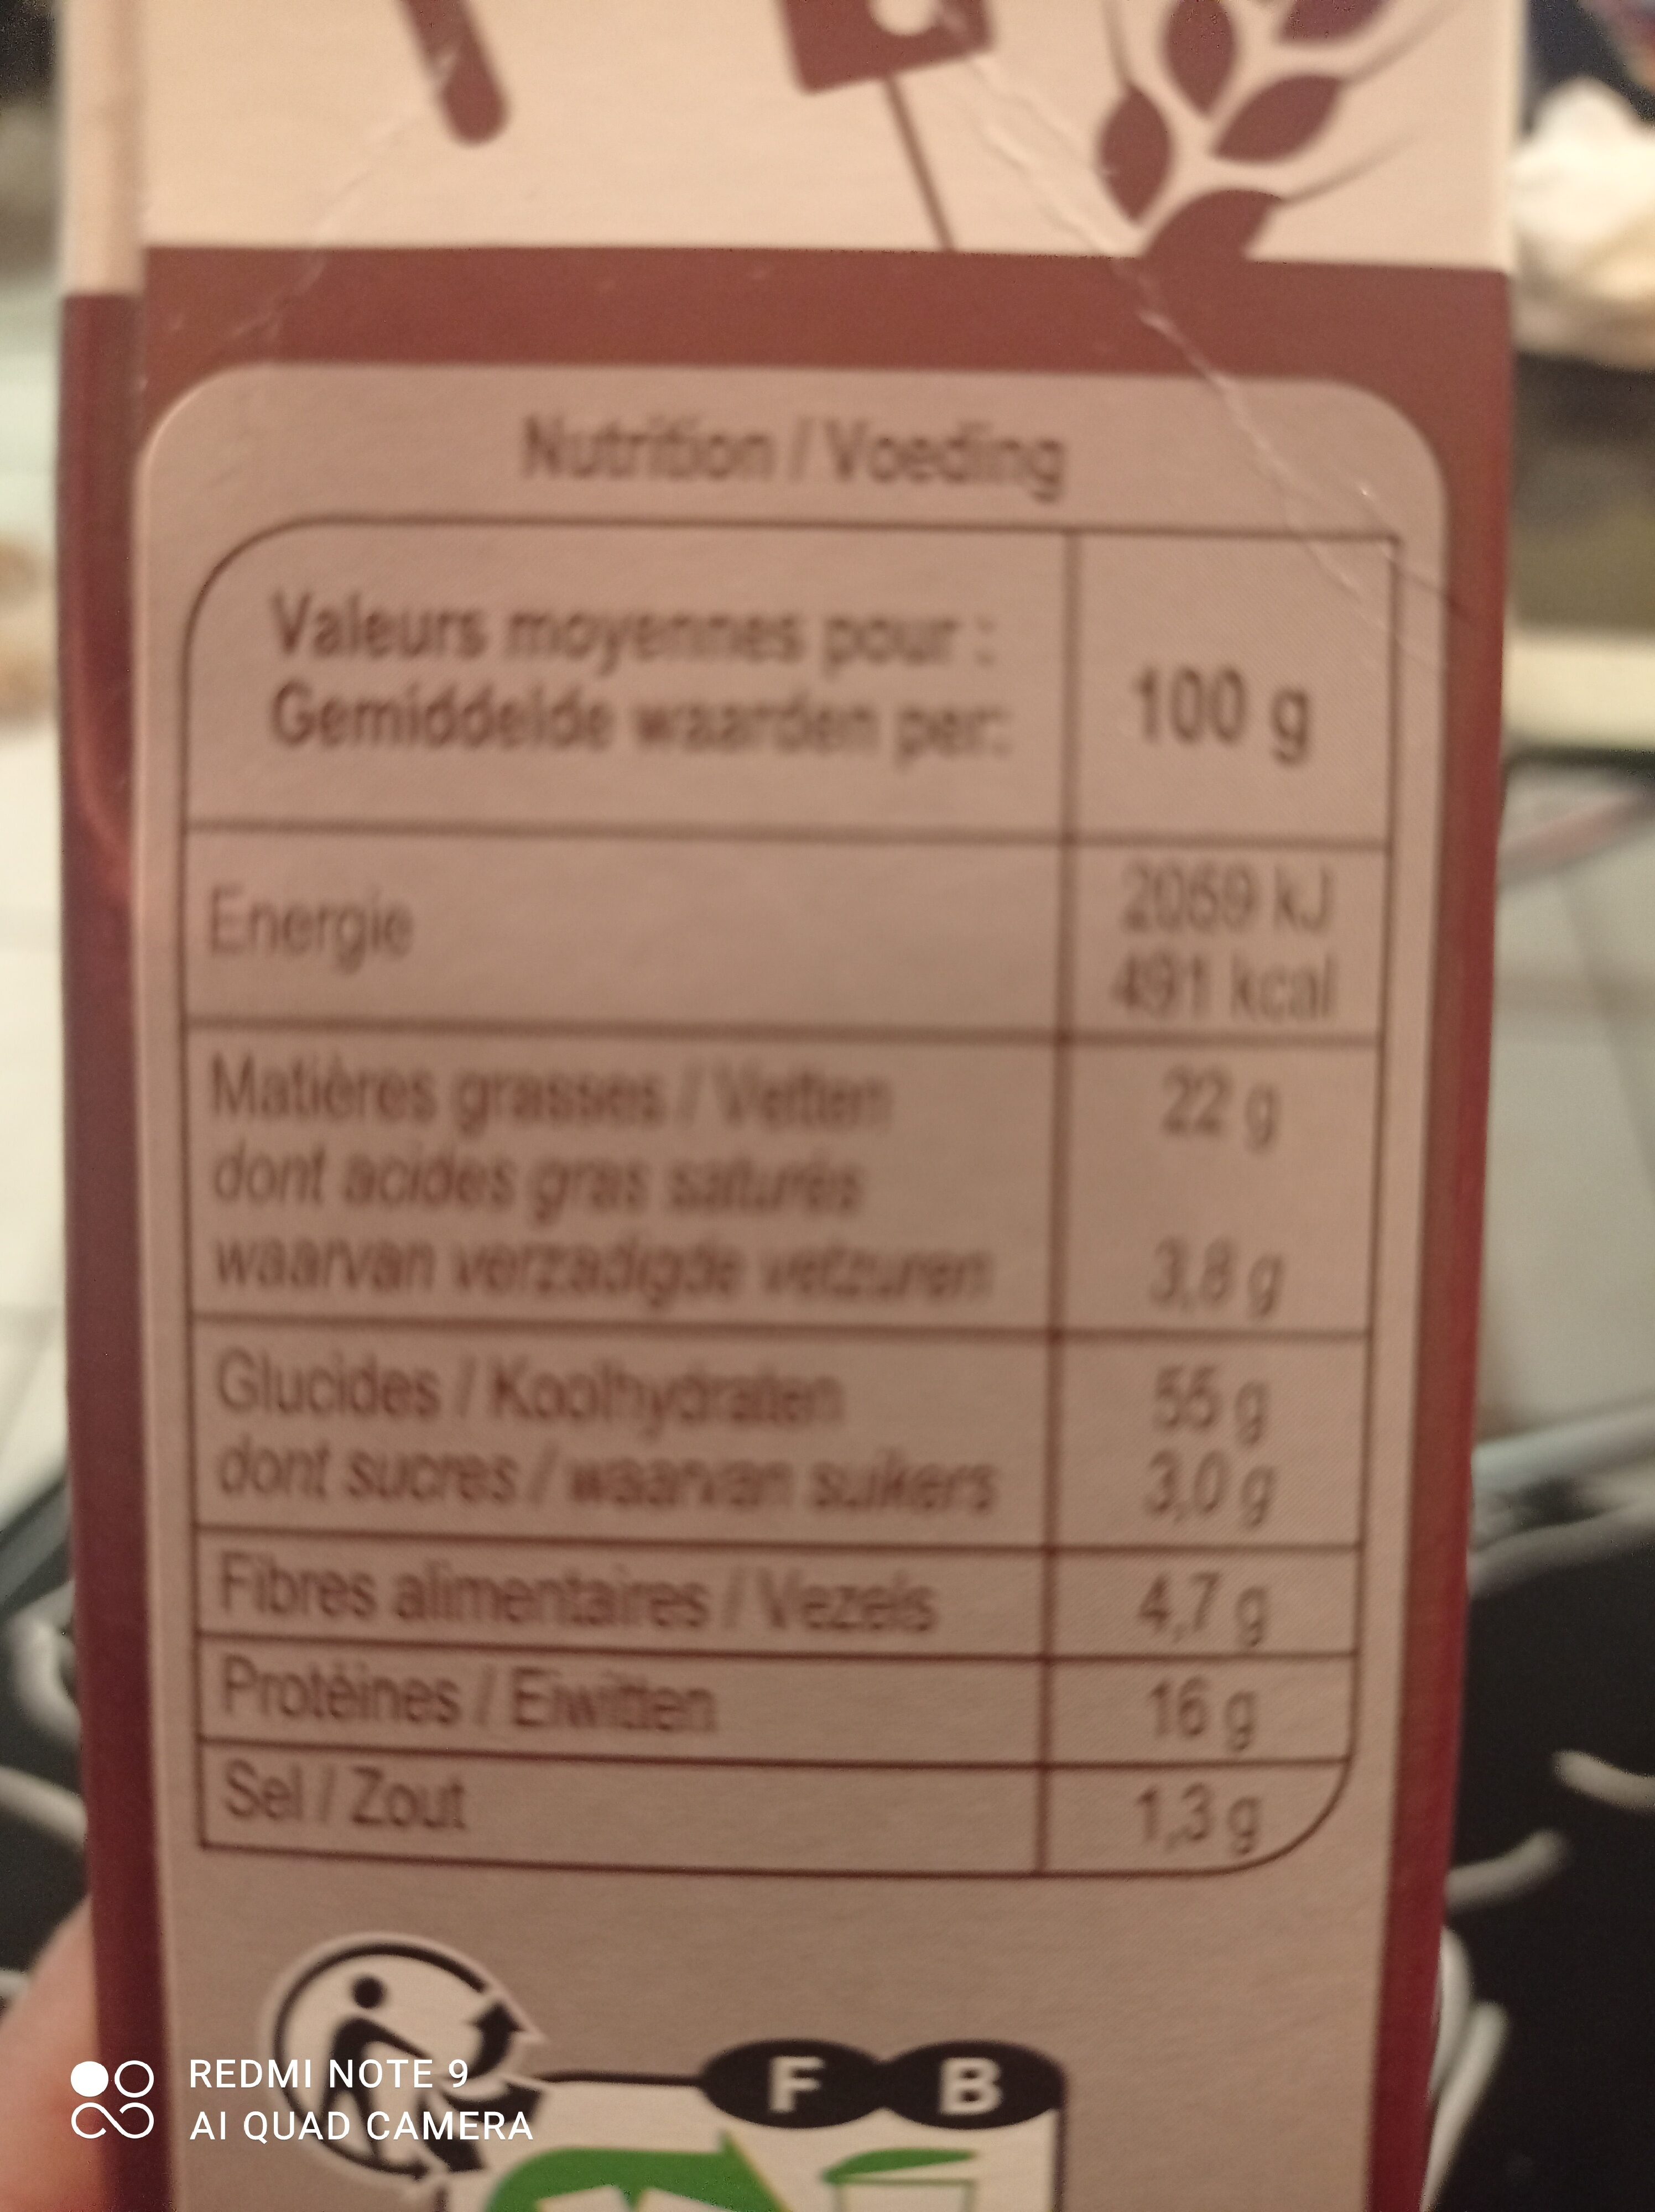 Nutrition / Voeding
Valeurs moyennes pour :
Gemiddelde waarden per:
100 g
Energie
2059 kJ
491 kcal
Matières grasses / Vetten
22 g
dont acides gras saturés
waarvan verzadigde vetzuren
3,8 g
Glucides / Koolhydraten
55 g
dont sucres / waarvan suikers
3,0 g
Fibres alimentaires / Vezels
4,7 g
Protéines / Eiwitten
16 g
Sel / Zout
1,3 g
F B
REDMI NOTE 9
AI QUAD CAMERA